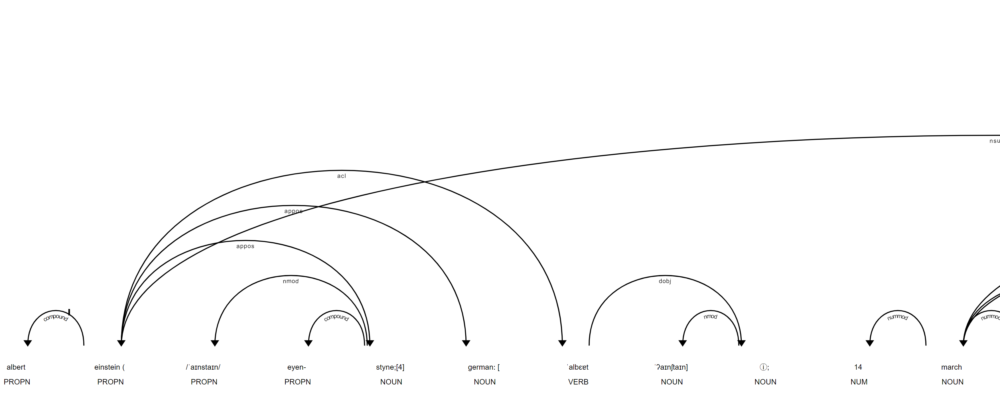 nsu
acl
appos
appos
nmod
dobj
compound
compound
nmod
nummod
nummod
albert einstein ( /ˈaɪnstaɪn/ eyen- styne;[4] german: [ ˈalbɛɐt ˈʔaɪnʃtaɪn] ⓘ; 14 march
PROPN PROPN PROPN PROPN NOUN NOUN VERB NOUN NOUN NUM NOUN